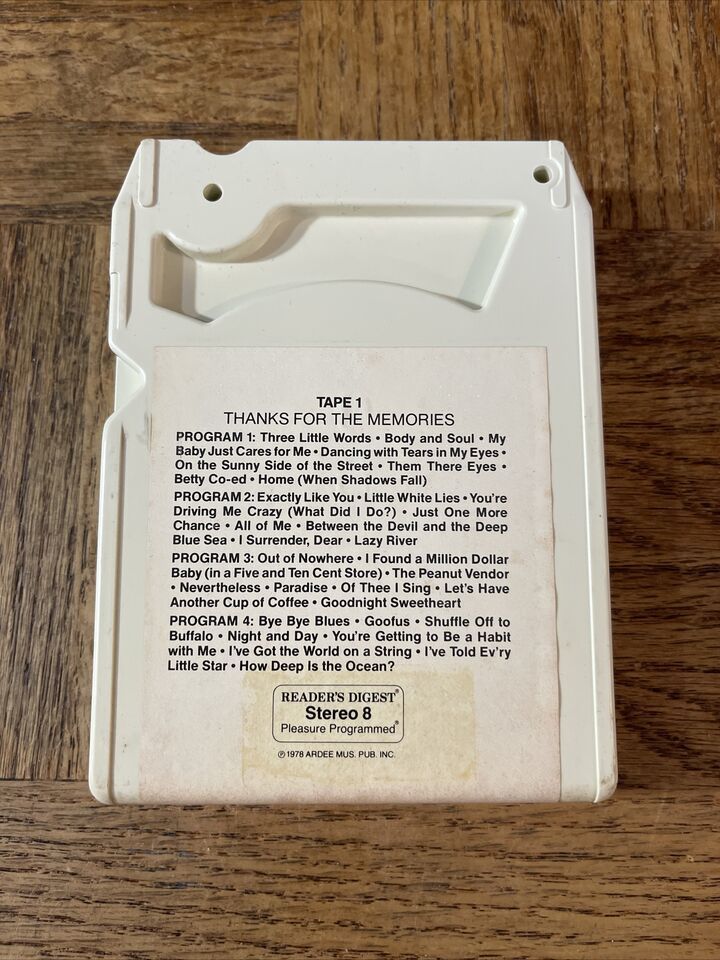 TAPE 1
THANKS FOR THE MEMORIES
PROGRAM 1: Three Little Words • Body and Soul • My
Baby Just Cares for Me • Dancing with Tears in My Eyes •
On the Sunny Side of the Street • Them There Eyes •
Betty Co-ed • Home (When Shadows Fall)
PROGRAM 2: Exactly Like You • Little White Lies • You're
Driving Me Crazy (What Did I Do?) • Just One More
Chance • All of Me • Between the Devil and the Deep
Blue Sea • I Surrender, Dear • Lazy River
PROGRAM 3: Out of Nowhere • I Found a Million Dollar
Baby (in a Five and Ten Cent Store) • The Peanut Vendor
• Nevertheless • Paradise • Of Thee I Sing • Let's Have
Another Cup of Coffee • Goodnight Sweetheart
PROGRAM 4: Bye Bye Blues • Goofus • Shuffle Off to
Buffalo • Night and Day • You're Getting to Be a Habit
with Me • I've Got the World on a String • I've Told Ev'ry
Little Star • How Deep Is the Ocean?
READER'S DIGEST®
Stereo 8
Pleasure Programmed®
℗ 1978 ARDEE MUS. PUB. INC.